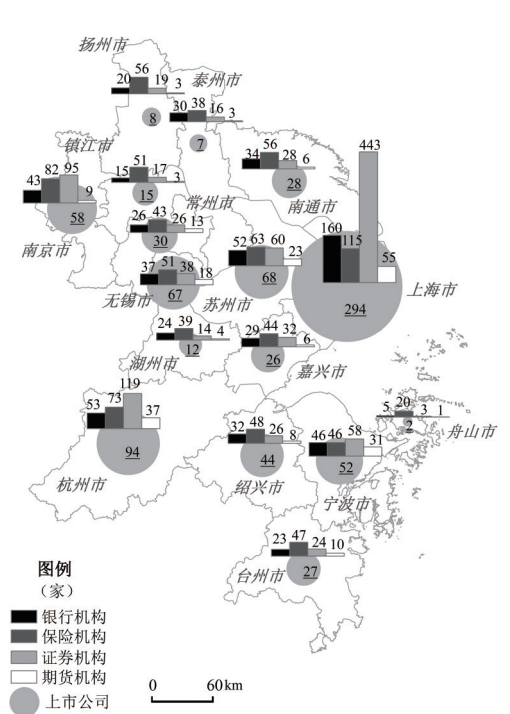 扬州市
20 56 19 3
泰州市
30 38 16 3
8
7
镇江市
15 51 17 3
15
34 56 28 6
28
南通市
443
43 82 95 9
58
南京市
常州市
26 43 26 13
30
160 115 55
上海市
294
52 63 60 23
68
苏州市
37 51 38 18
67
无锡市
24 39 14 4
12
湖州市
29 44 32 6
26
嘉兴市
53 73 119 37
94
杭州市
32 48 26 8
44
绍兴市
46 46 58 31
52
宁波市
5 20 3 1
2
舟山市
23 47 24 10
27
台州市
图例
（家）
银行机构
保险机构
证券机构
期货机构
上市公司
0 60 km